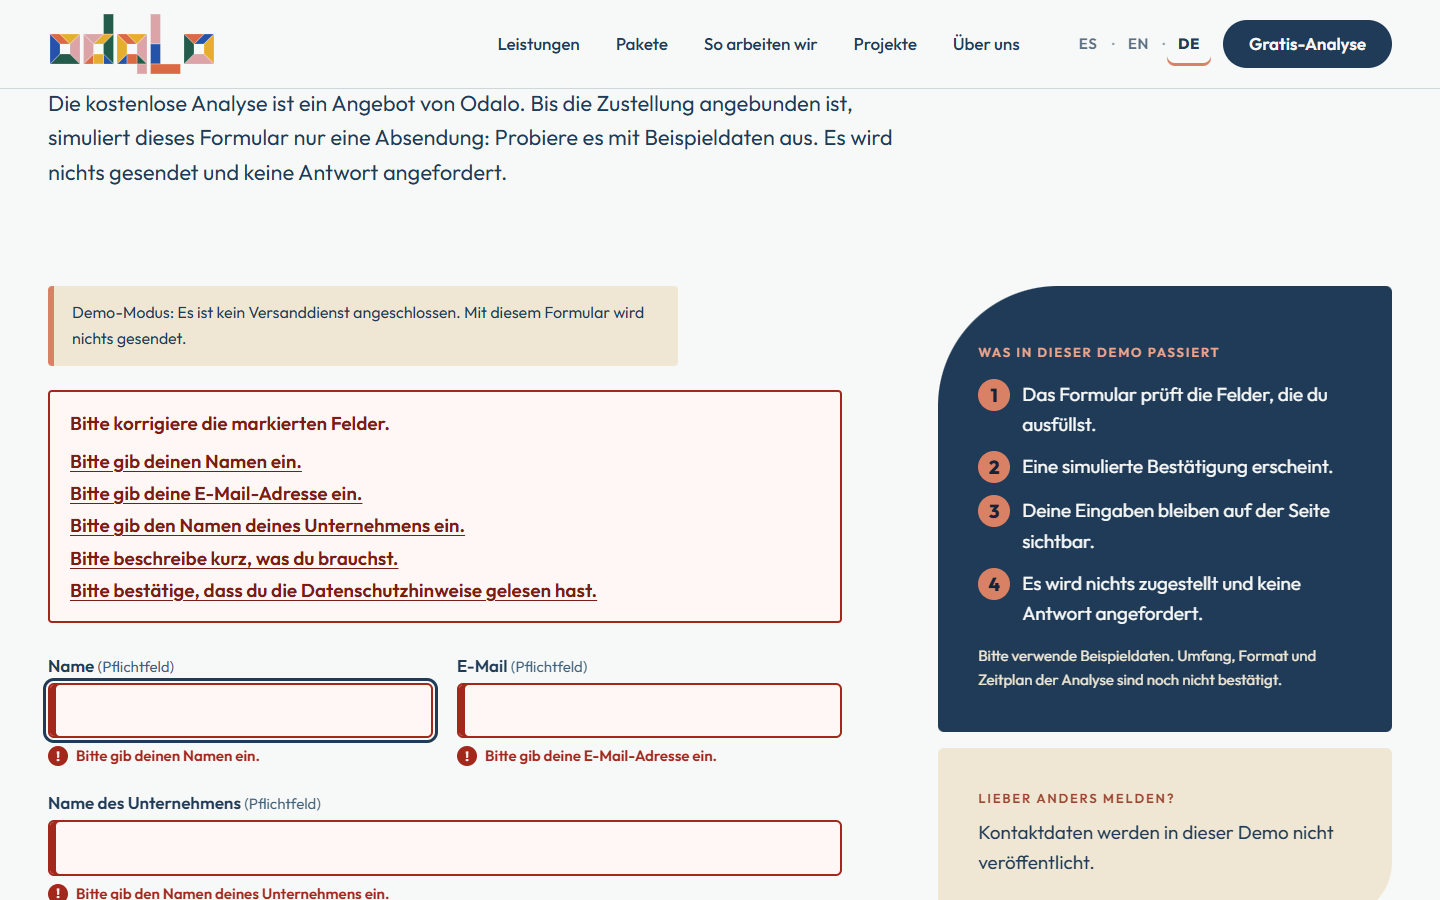 odalo
Leistungen
Pakete
So arbeiten wir
Projekte
Über uns
ES · EN · DE
Gratis-Analyse
Die kostenlose Analyse ist ein Angebot von Odalo. Bis die Zustellung angebunden ist,
simuliert dieses Formular nur eine Absendung: Probiere es mit Beispieldaten aus. Es wird
nichts gesendet und keine Antwort angefordert.
Demo-Modus: Es ist kein Versanddienst angeschlossen. Mit diesem Formular wird
nichts gesendet.
Bitte korrigiere die markierten Felder.
Bitte gib deinen Namen ein.
Bitte gib deine E-Mail-Adresse ein.
Bitte gib den Namen deines Unternehmens ein.
Bitte beschreibe kurz, was du brauchst.
Bitte bestätige, dass du die Datenschutzhinweise gelesen hast.
Name (Pflichtfeld)
! Bitte gib deinen Namen ein.
E-Mail (Pflichtfeld)
! Bitte gib deine E-Mail-Adresse ein.
Name des Unternehmens (Pflichtfeld)
! Bitte gib den Namen deines Unternehmens ein.
WAS IN DIESER DEMO PASSIERT
1 Das Formular prüft die Felder, die du
ausfüllst.
2 Eine simulierte Bestätigung erscheint.
3 Deine Eingaben bleiben auf der Seite
sichtbar.
4 Es wird nichts zugestellt und keine
Antwort angefordert.
Bitte verwende Beispieldaten. Umfang, Format und
Zeitplan der Analyse sind noch nicht bestätigt.
LIEBER ANDERS MELDEN?
Kontaktdaten werden in dieser Demo nicht
veröffentlicht.